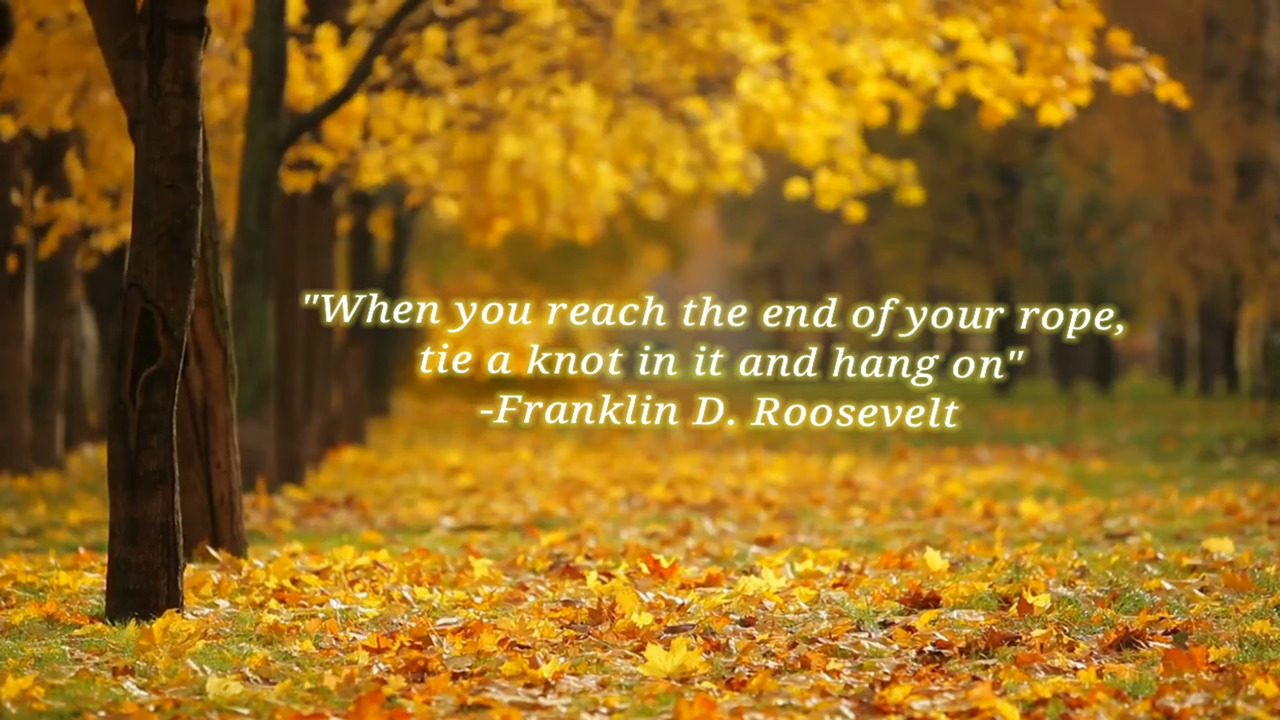 "When you reach the end of your rope,
tie a knot in it and hang on"
-Franklin D. Roosevelt